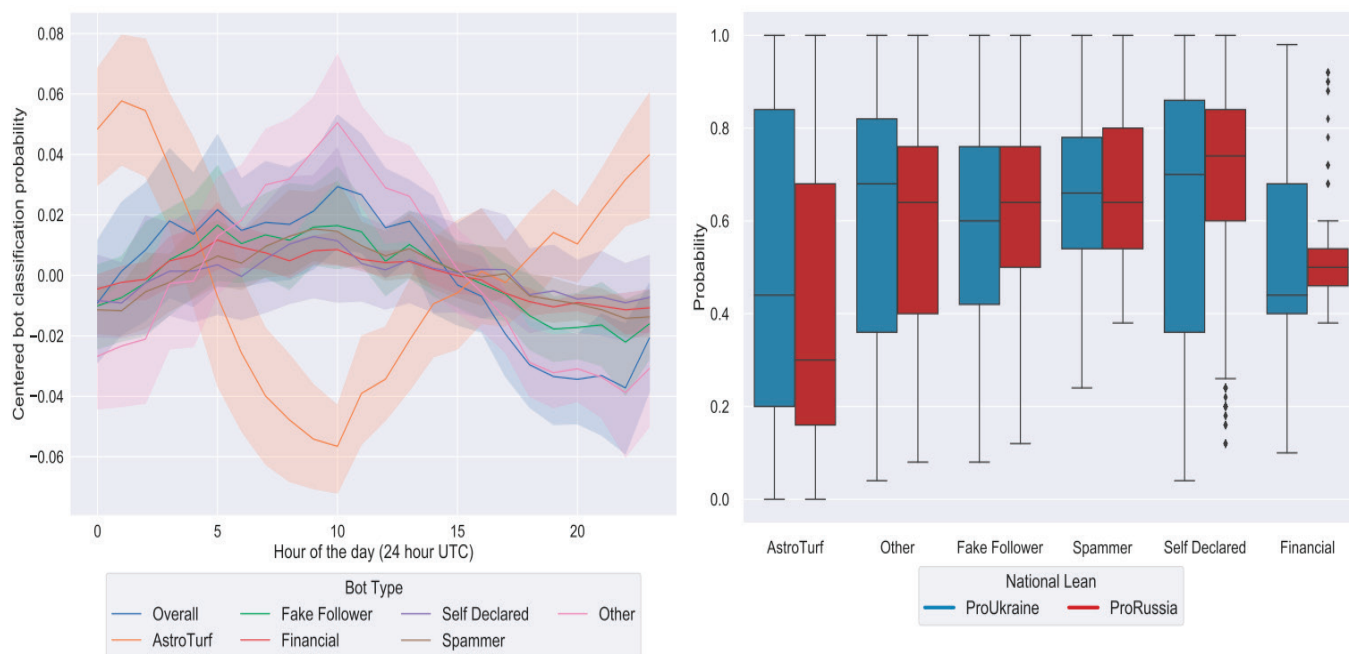 0.08
0.06
0.04
0.02
0.00
−0.02
−0.04
−0.06
Centered bot classification probability
0 5 10 15 20
Hour of the day (24 hour UTC)
Bot Type
Overall Fake Follower Self Declared Other
AstroTurf Financial Spammer
1.0
0.8
0.6
0.4
0.2
0.0
Probability
AstroTurf Other Fake Follower Spammer Self Declared Financial
National Lean
ProUkraine ProRussia